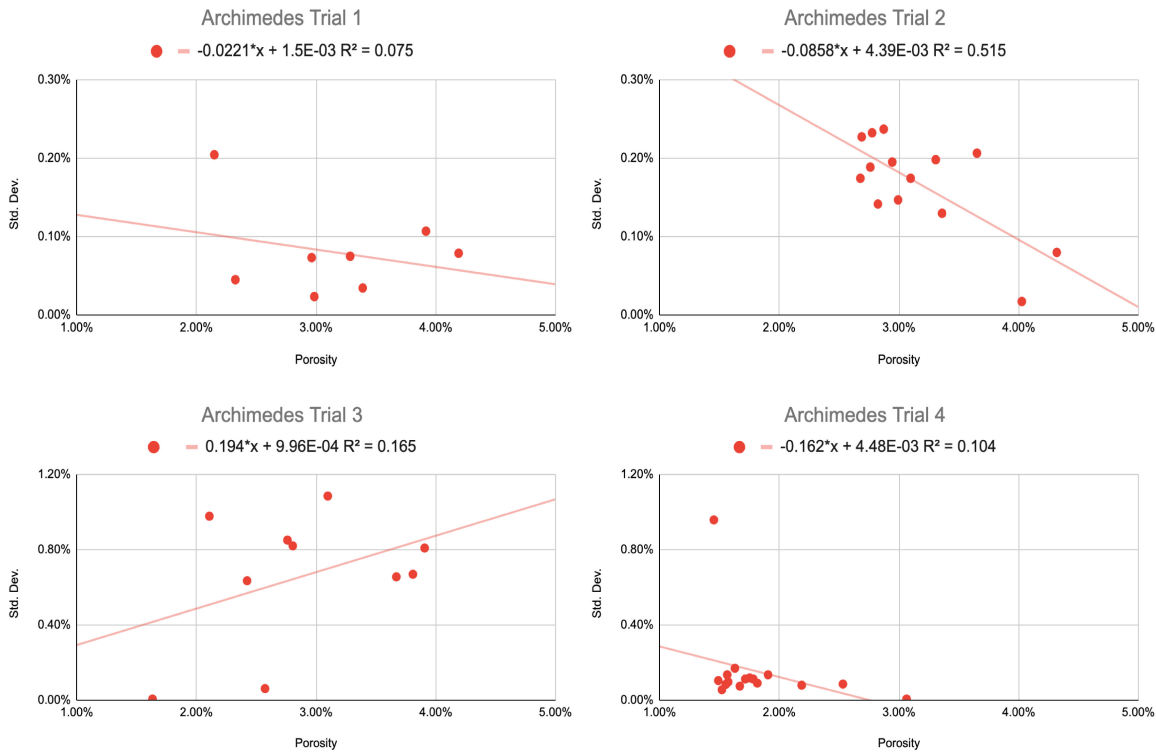 Archimedes Trial 1
-0.0221*x + 1.5E-03 R² = 0.075
0.30%
0.20%
0.10%
0.00%
Std. Dev.
1.00% 2.00% 3.00% 4.00% 5.00%
Porosity
Archimedes Trial 2
-0.0858*x + 4.39E-03 R² = 0.515
0.30%
0.20%
0.10%
0.00%
Std. Dev.
1.00% 2.00% 3.00% 4.00% 5.00%
Porosity
Archimedes Trial 3
0.194*x + 9.96E-04 R² = 0.165
1.20%
0.80%
0.40%
0.00%
Std. Dev.
1.00% 2.00% 3.00% 4.00% 5.00%
Porosity
Archimedes Trial 4
-0.162*x + 4.48E-03 R² = 0.104
1.20%
0.80%
0.40%
0.00%
Std. Dev.
1.00% 2.00% 3.00% 4.00% 5.00%
Porosity